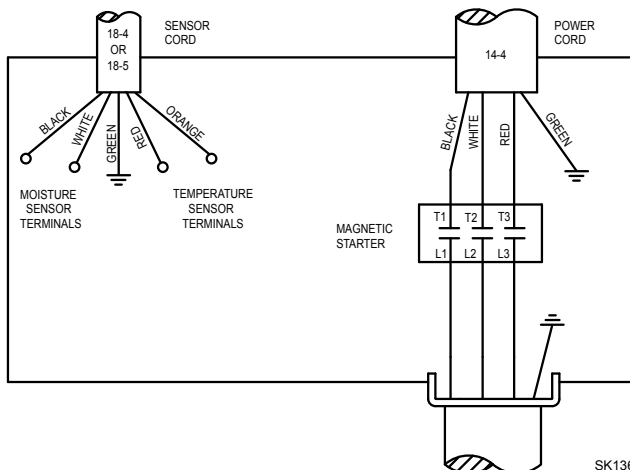 18-4
OR
18-5
SENSOR
CORD
14-4
POWER
CORD
BLACK
WHITE
GREEN
RED
ORANGE
BLACK
WHITE
RED
GREEN
MOISTURE
SENSOR
TERMINALS
TEMPERATURE
SENSOR
TERMINALS
MAGNETIC
STARTER
T1 T2 T3
L1 L2 L3
SK136